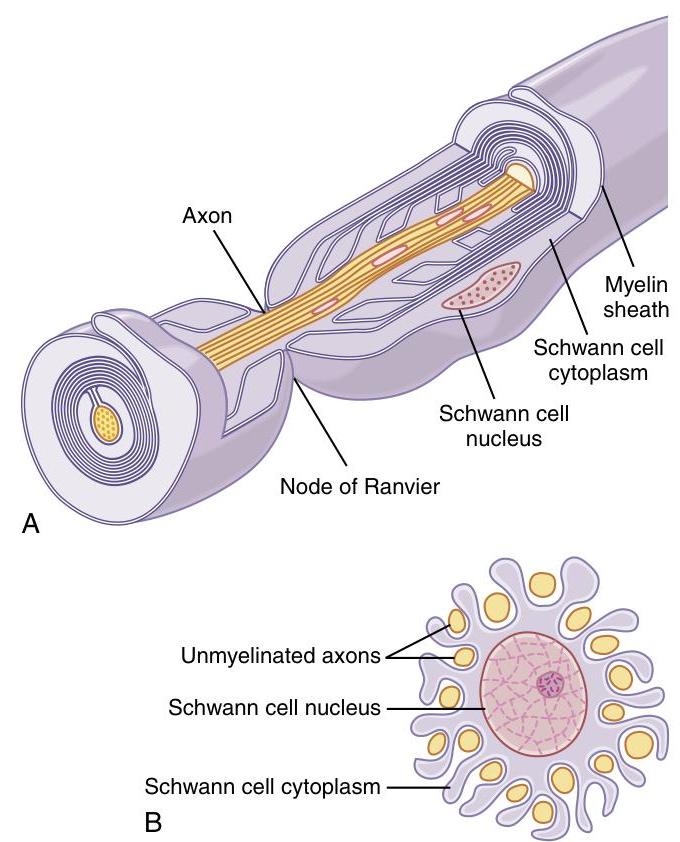 Axon
Myelin
sheath
Schwann cell
cytoplasm
Schwann cell
nucleus
Node of Ranvier
A
Unmyelinated axons
Schwann cell nucleus
Schwann cell cytoplasm
B